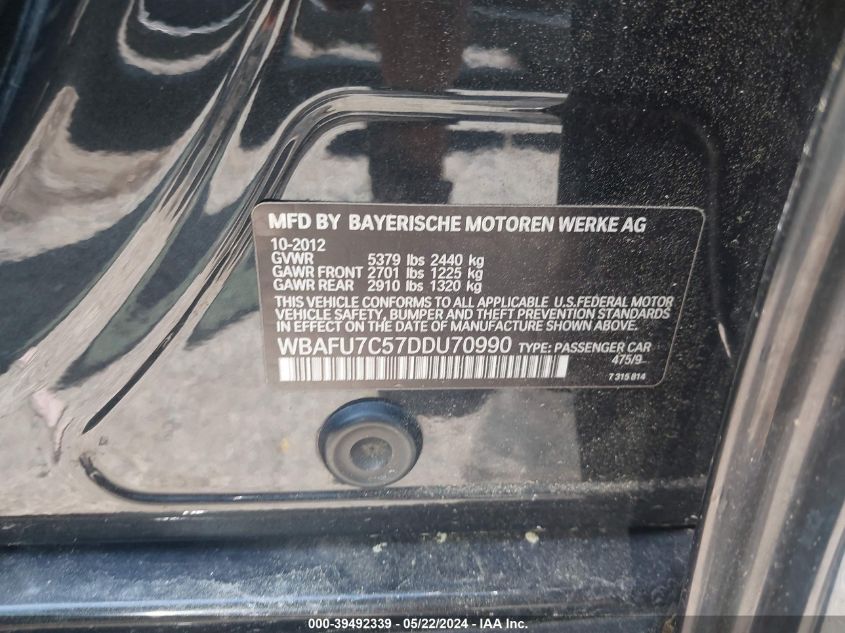 MFD BY BAYERISCHE MOTOREN WERKE AG
10-2012
GVWR 5379 lbs 2440 kg
GAWR FRONT 2701 lbs 1225 kg
GAWR REAR 2910 lbs 1320 kg
THIS VEHICLE CONFORMS TO ALL APPLICABLE U.S.FEDERAL MOTOR
VEHICLE SAFETY, BUMPER AND THEFT PREVENTION STANDARDS
IN EFFECT ON THE DATE OF MANUFACTURE SHOWN ABOVE.
WBAFU7C57DDU70990 TYPE: PASSENGER CAR
475/9
7 315 814
000-39492339 - 05/22/2024 - IAA, Inc.